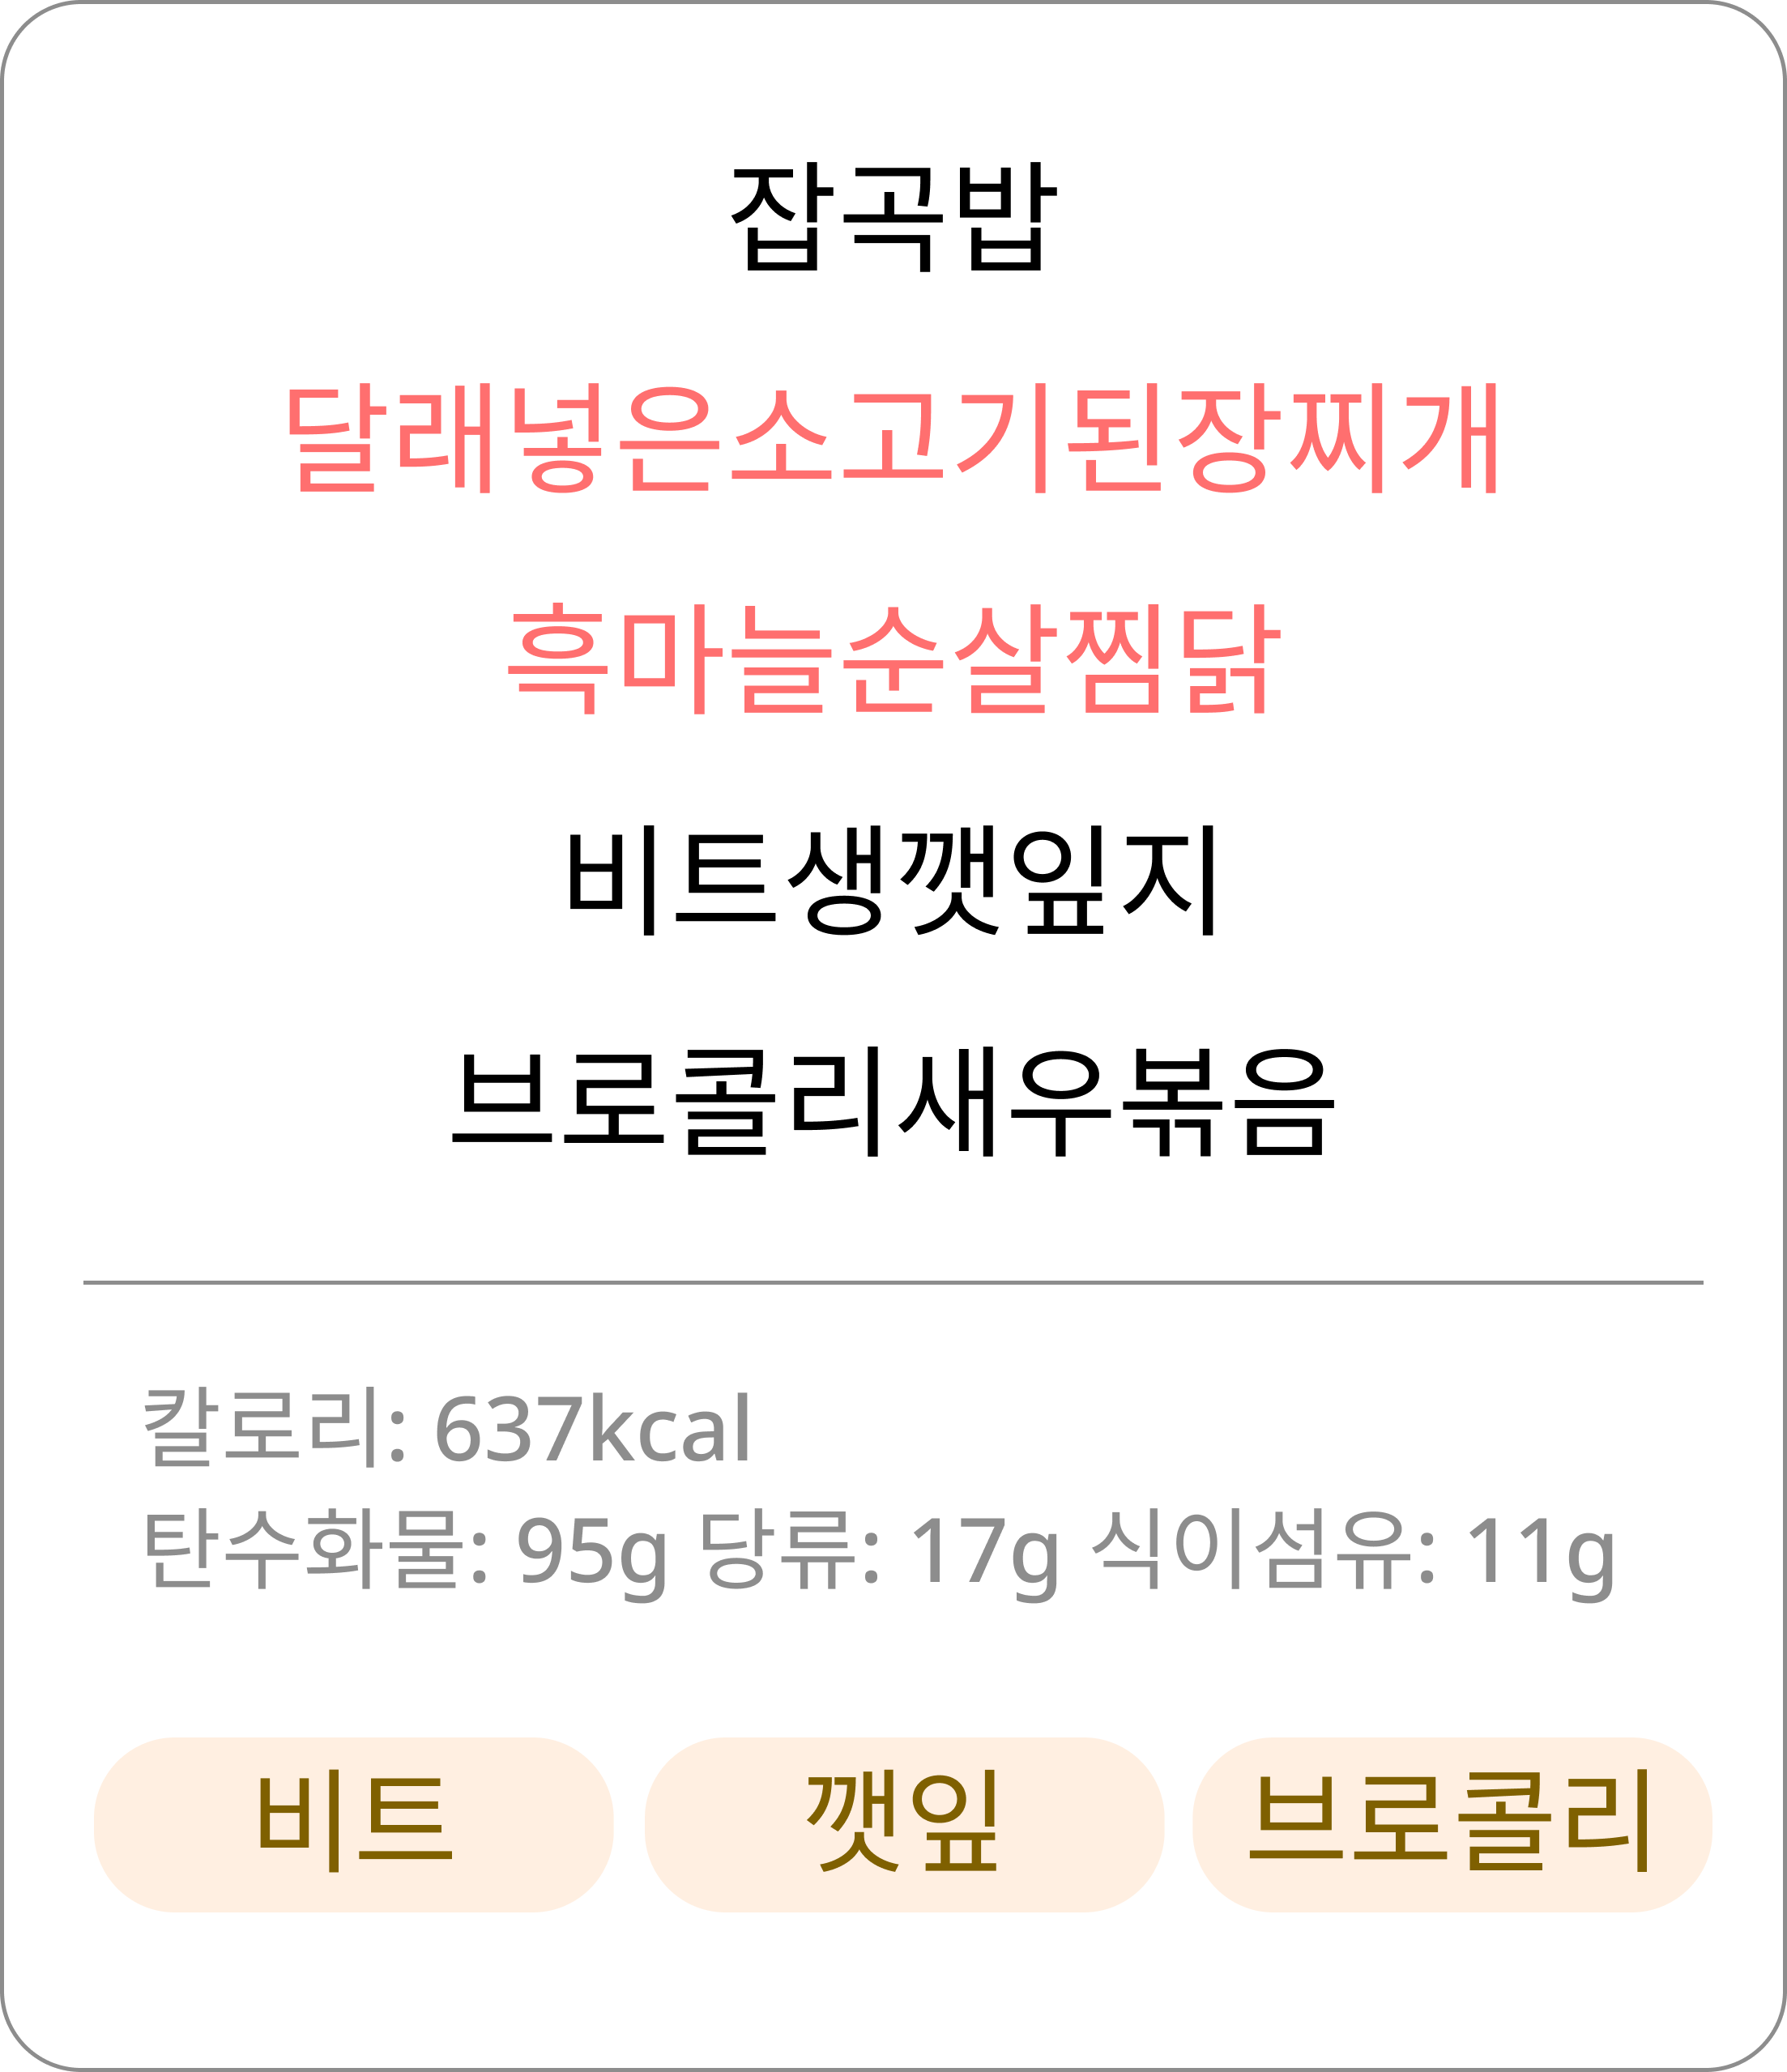 잡곡밥
달래녕은소고기된장찌개
흑마늘순살찜닭
비트생깻잎지
브로콜리새우볶음
칼로리: 637kcal
탄수화물: 95g 당류: 17g 식이섬유: 11g
비트 깻잎 브로콜리